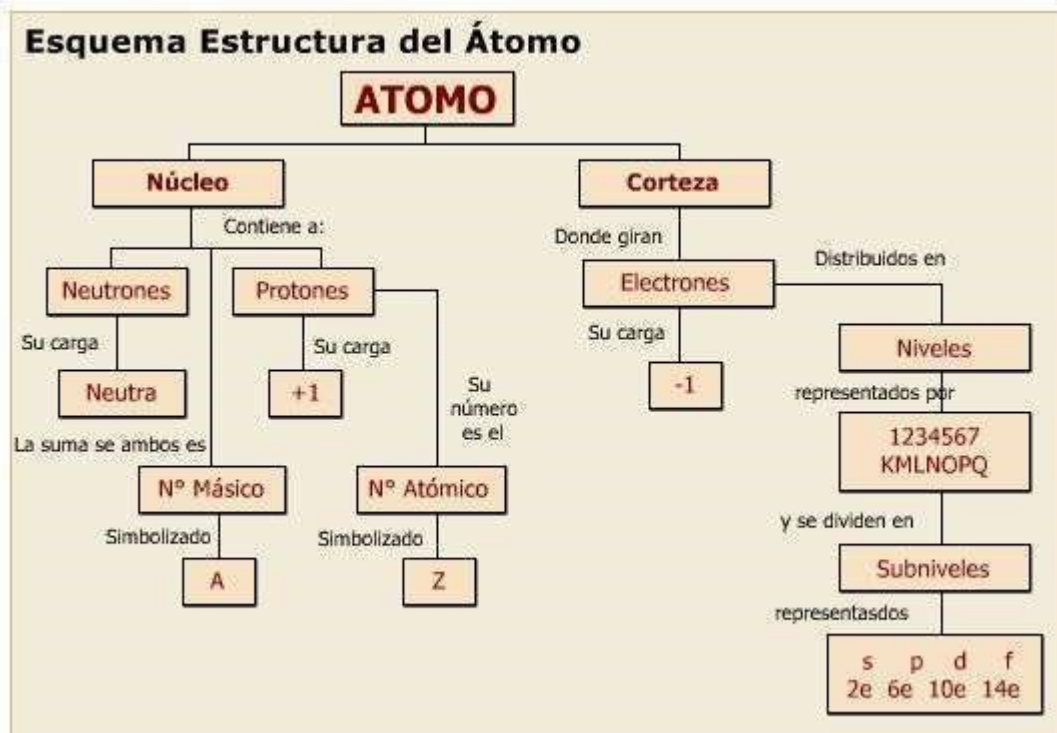 Esquema Estructura del Átomo
ATOMO
Núcleo
Contiene a:
Neutrones
Protones
Su carga
Neutra
Su carga
+1
La suma se ambos es
Nº Másico
Simbolizado
A
Su
número
es el
Nº Atómico
Simbolizado
Z
Corteza
Donde giran
Electrones
Su carga
-1
Distribuidos en
Niveles
representados por
1234567
KMLNOPQ
y se dividen en
Subniveles
representasdos
s p d f
2e 6e 10e 14e